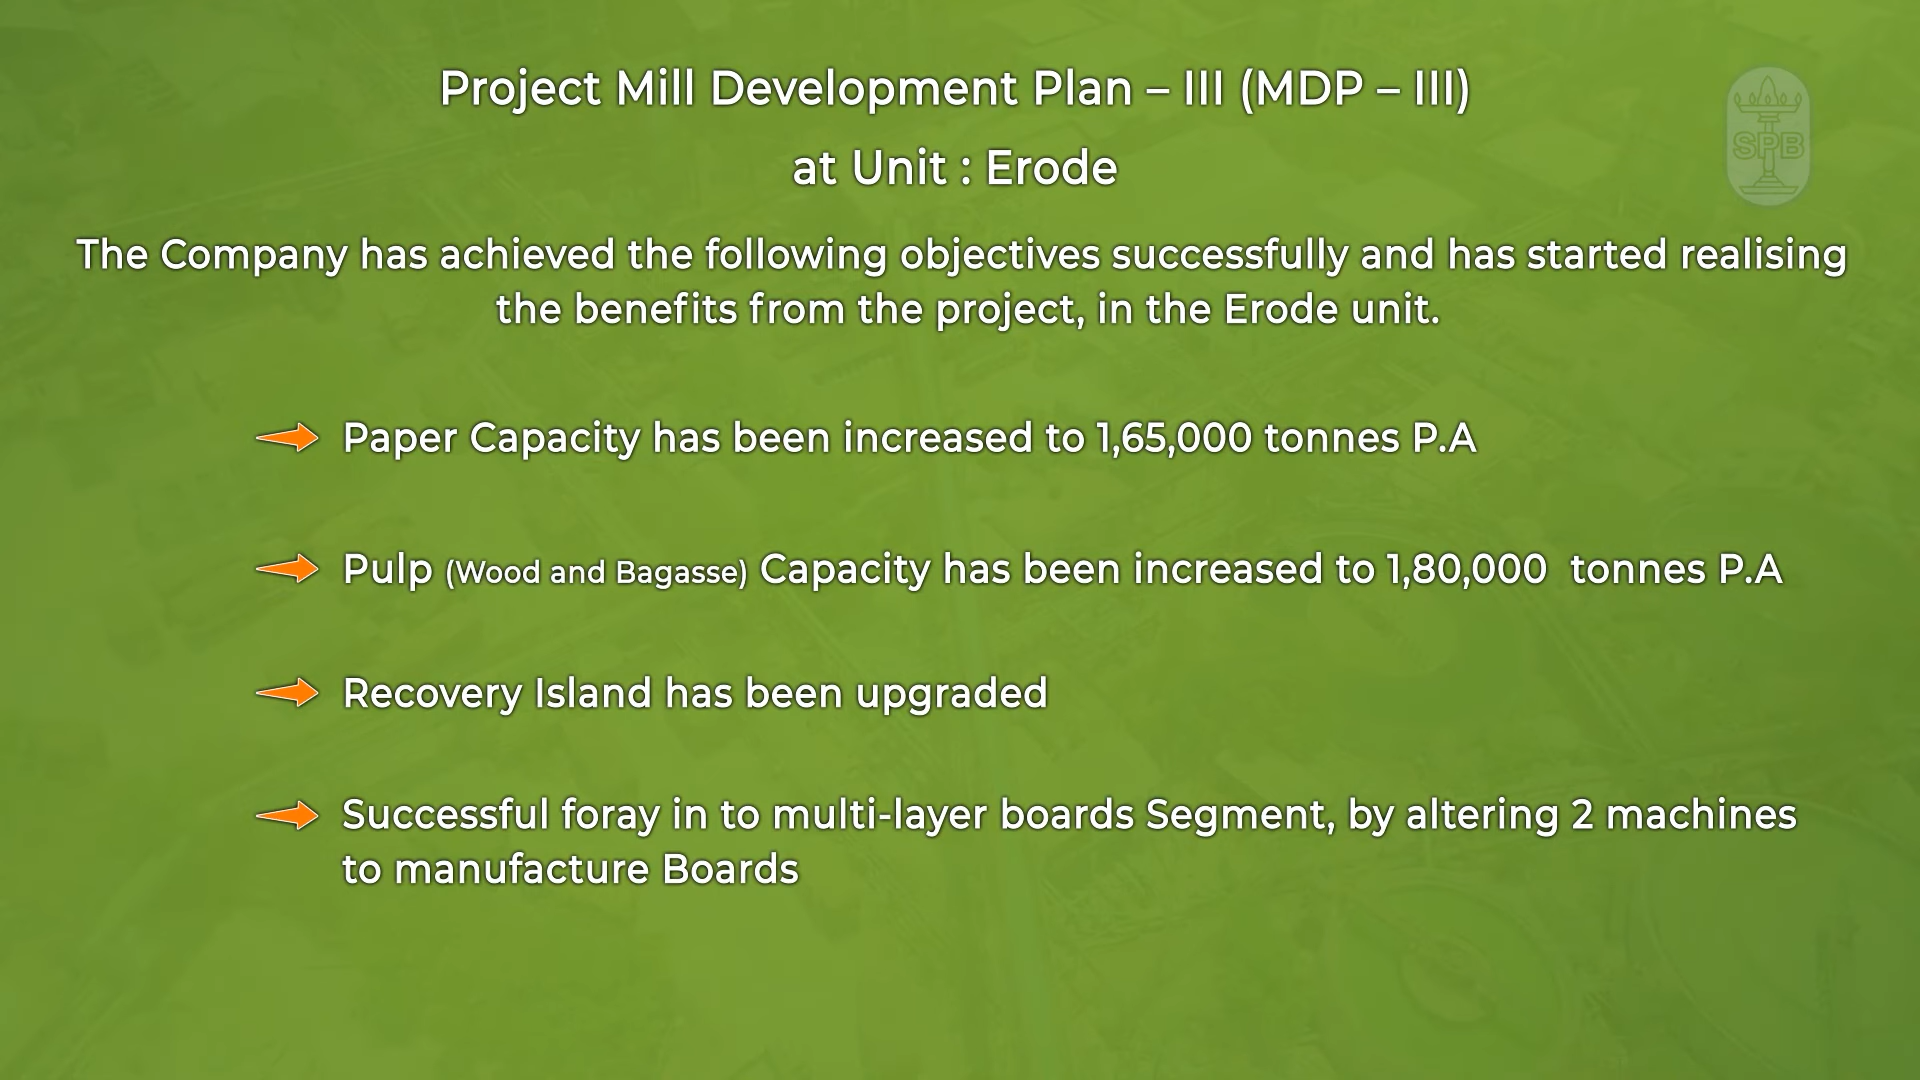 Project Mill Development Plan – III (MDP – III)
at Unit : Erode
SPB
The Company has achieved the following objectives successfully and has started realising
the benefits from the project, in the Erode unit.
Paper Capacity has been increased to 1,65,000 tonnes P.A
Pulp (Wood and Bagasse) Capacity has been increased to 1,80,000  tonnes P.A
Recovery Island has been upgraded
Successful foray in to multi-layer boards Segment, by altering 2 machines
to manufacture Boards